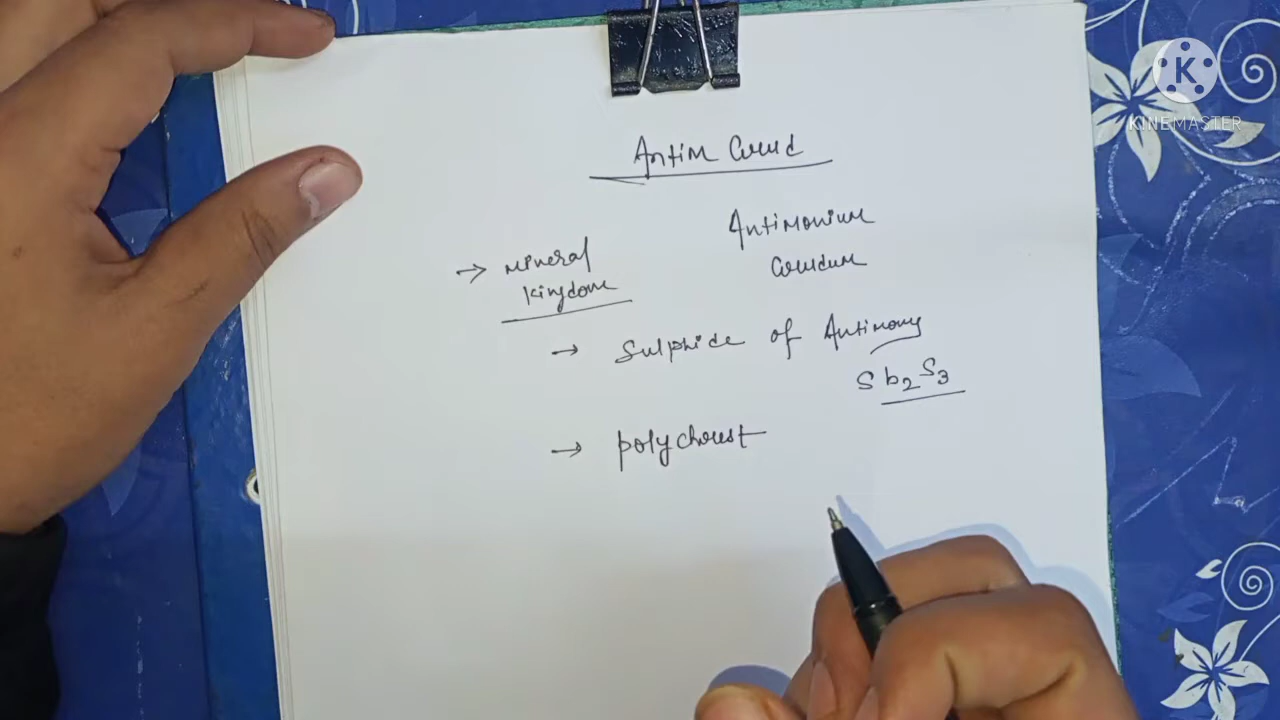 Antim Crud
Antimonium
Crudum
→ Mineral
Kingdom
→ Sulphide of Antimony
Sb2S3
→ polychrest
K
KINEMASTER